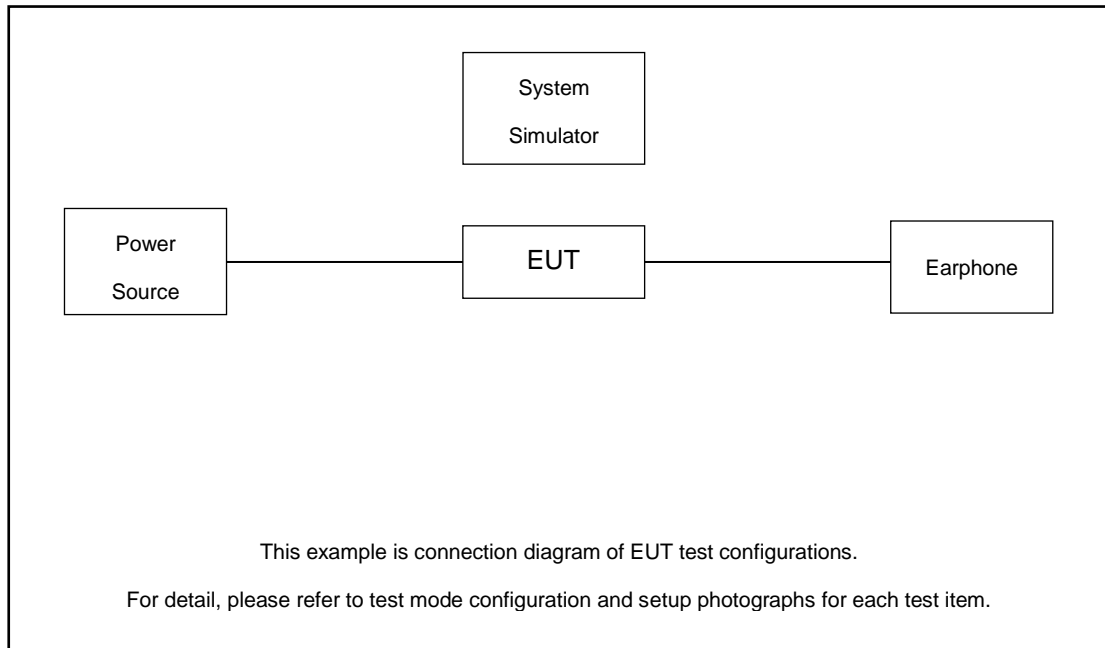 System
Simulator
Power
Source
EUT
Earphone
This example is connection diagram of EUT test configurations.
For detail, please refer to test mode configuration and setup photographs for each test item.